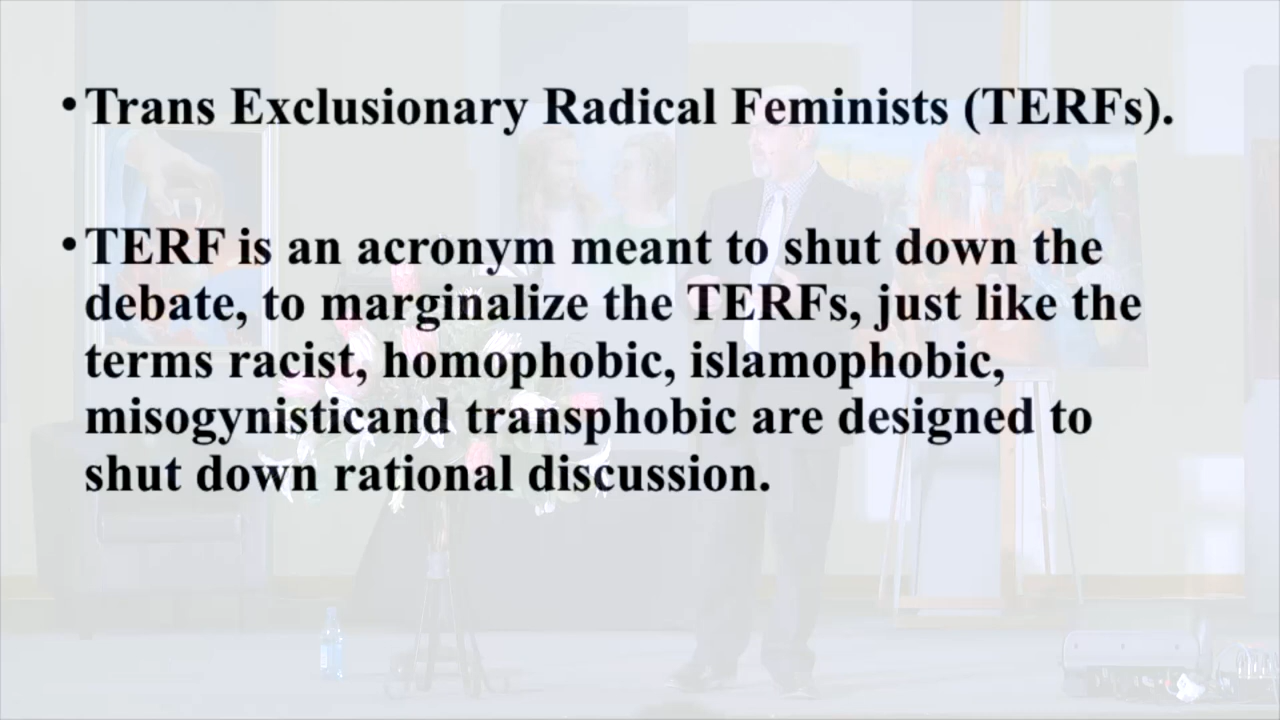 • Trans Exclusionary Radical Feminists (TERFs).
• TERF is an acronym meant to shut down the
debate, to marginalize the TERFs, just like the
terms racist, homophobic, islamophobic,
misogynisticand transphobic are designed to
shut down rational discussion.